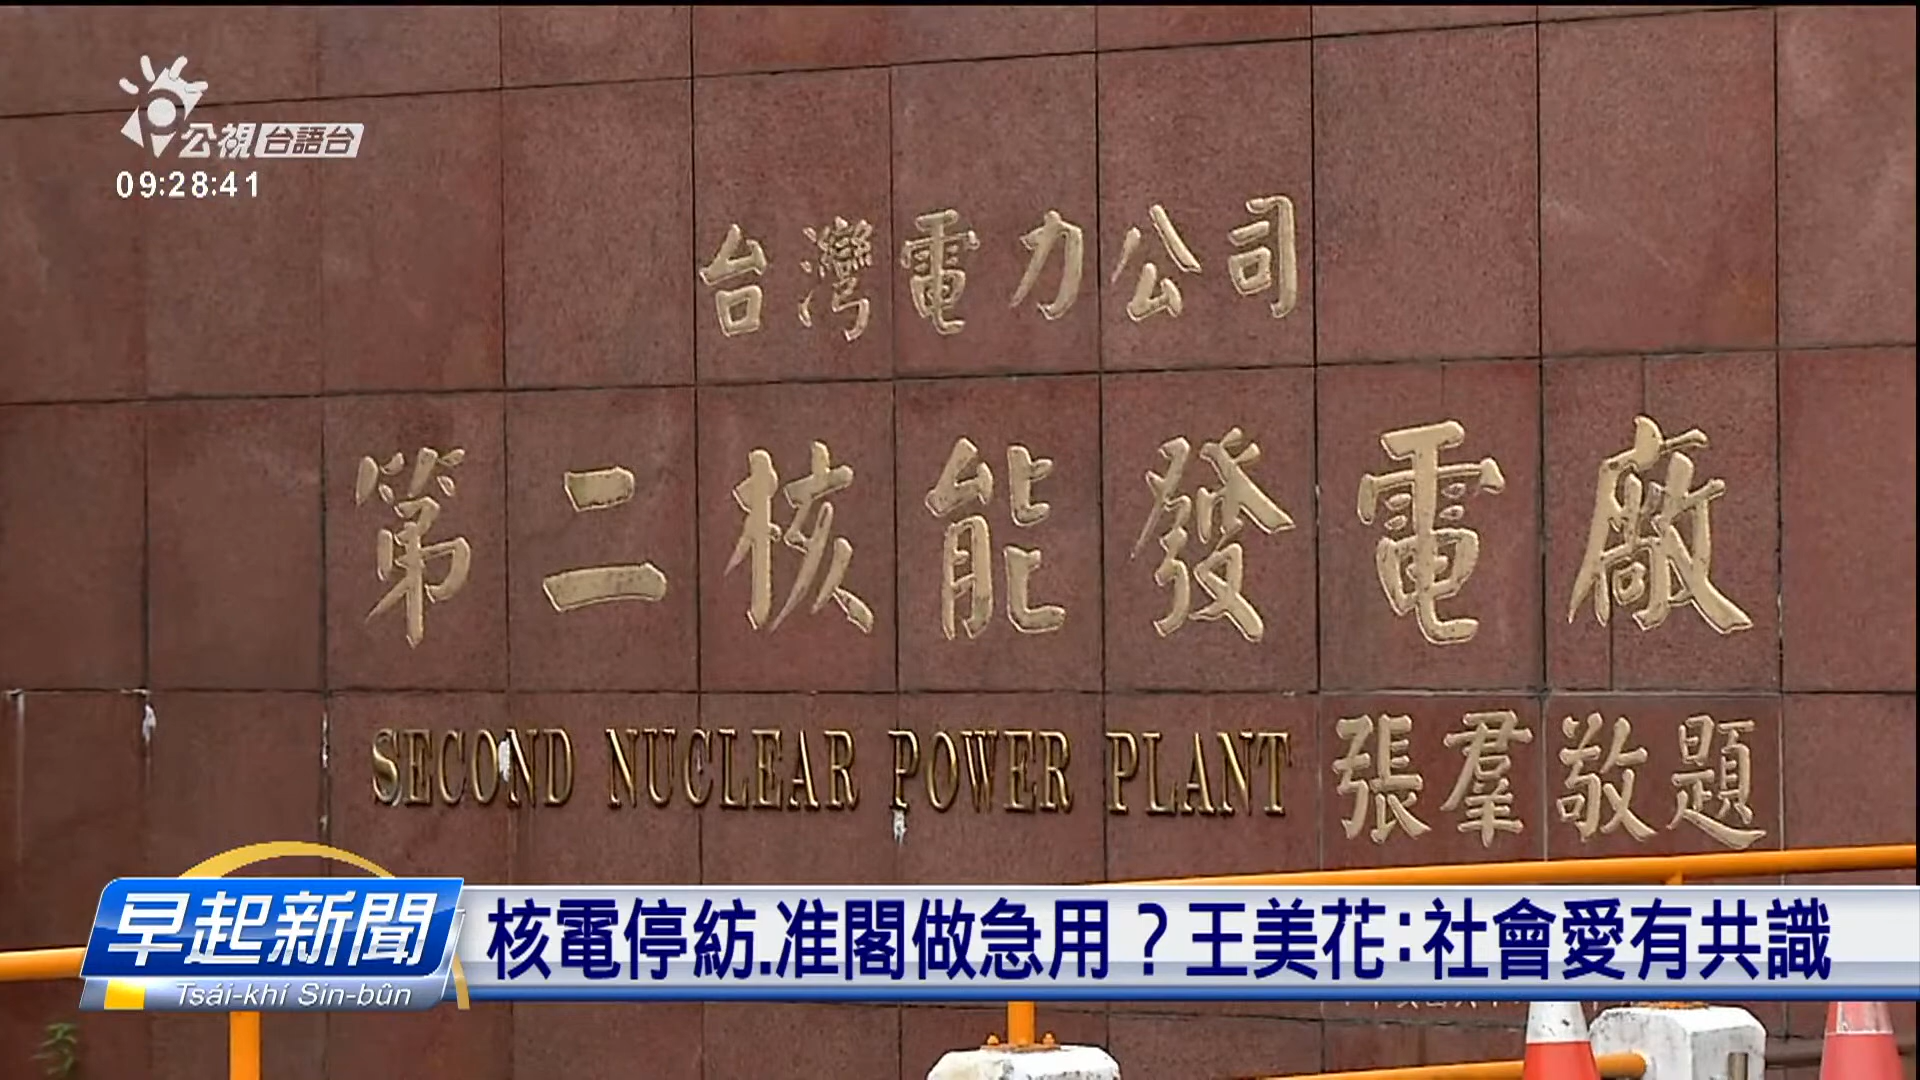 公視台語台
09:28:41
台灣電力公司
第二核能發電廠
SECOND NUCLEAR POWER PLANT
張羣敬題
早起新聞
Tsái-khí Sin-bûn
核電停紡.准閣做急用？王美花:社會愛有共識